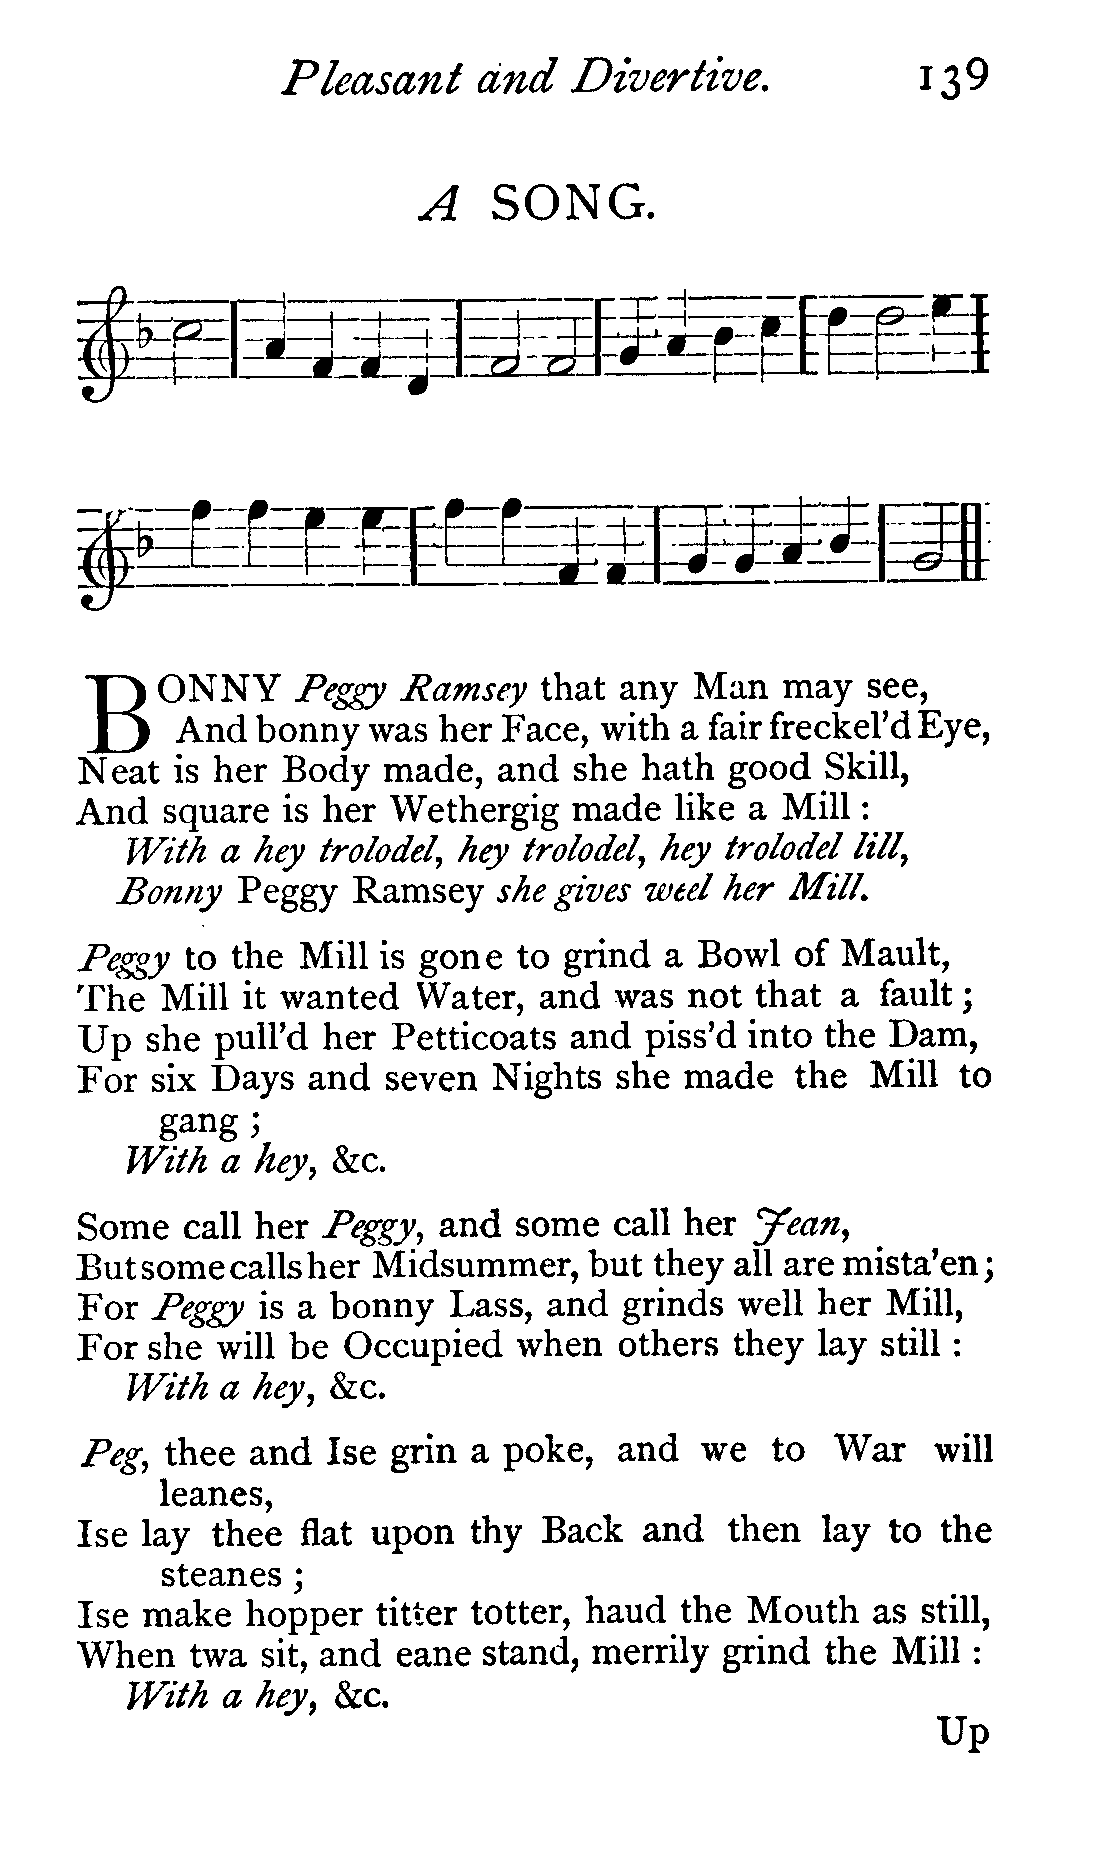 Pleasant and Divertive. 139
A SONG.
BONNY Peggy Ramsey that any Man may see,
And bonny was her Face, with a fair freckel'd Eye,
Neat is her Body made, and she hath good Skill,
And square is her Wethergig made like a Mill :
With a hey trolodel, hey trolodel, hey trolodel lill,
Bonny Peggy Ramsey she gives weel her Mill.
Peggy to the Mill is gone to grind a Bowl of Mault,
The Mill it wanted Water, and was not that a fault ;
Up she pull'd her Petticoats and piss'd into the Dam,
For six Days and seven Nights she made the Mill to
gang ;
With a hey, &c.
Some call her Peggy, and some call her Jean,
But some calls her Midsummer, but they all are mista'en ;
For Peggy is a bonny Lass, and grinds well her Mill,
For she will be Occupied when others they lay still :
With a hey, &c.
Peg, thee and Ise grin a poke, and we to War will
leanes,
Ise lay thee flat upon thy Back and then lay to the
steanes ;
Ise make hopper titter totter, haud the Mouth as still,
When twa sit, and eane stand, merrily grind the Mill :
With a hey, &c.
Up